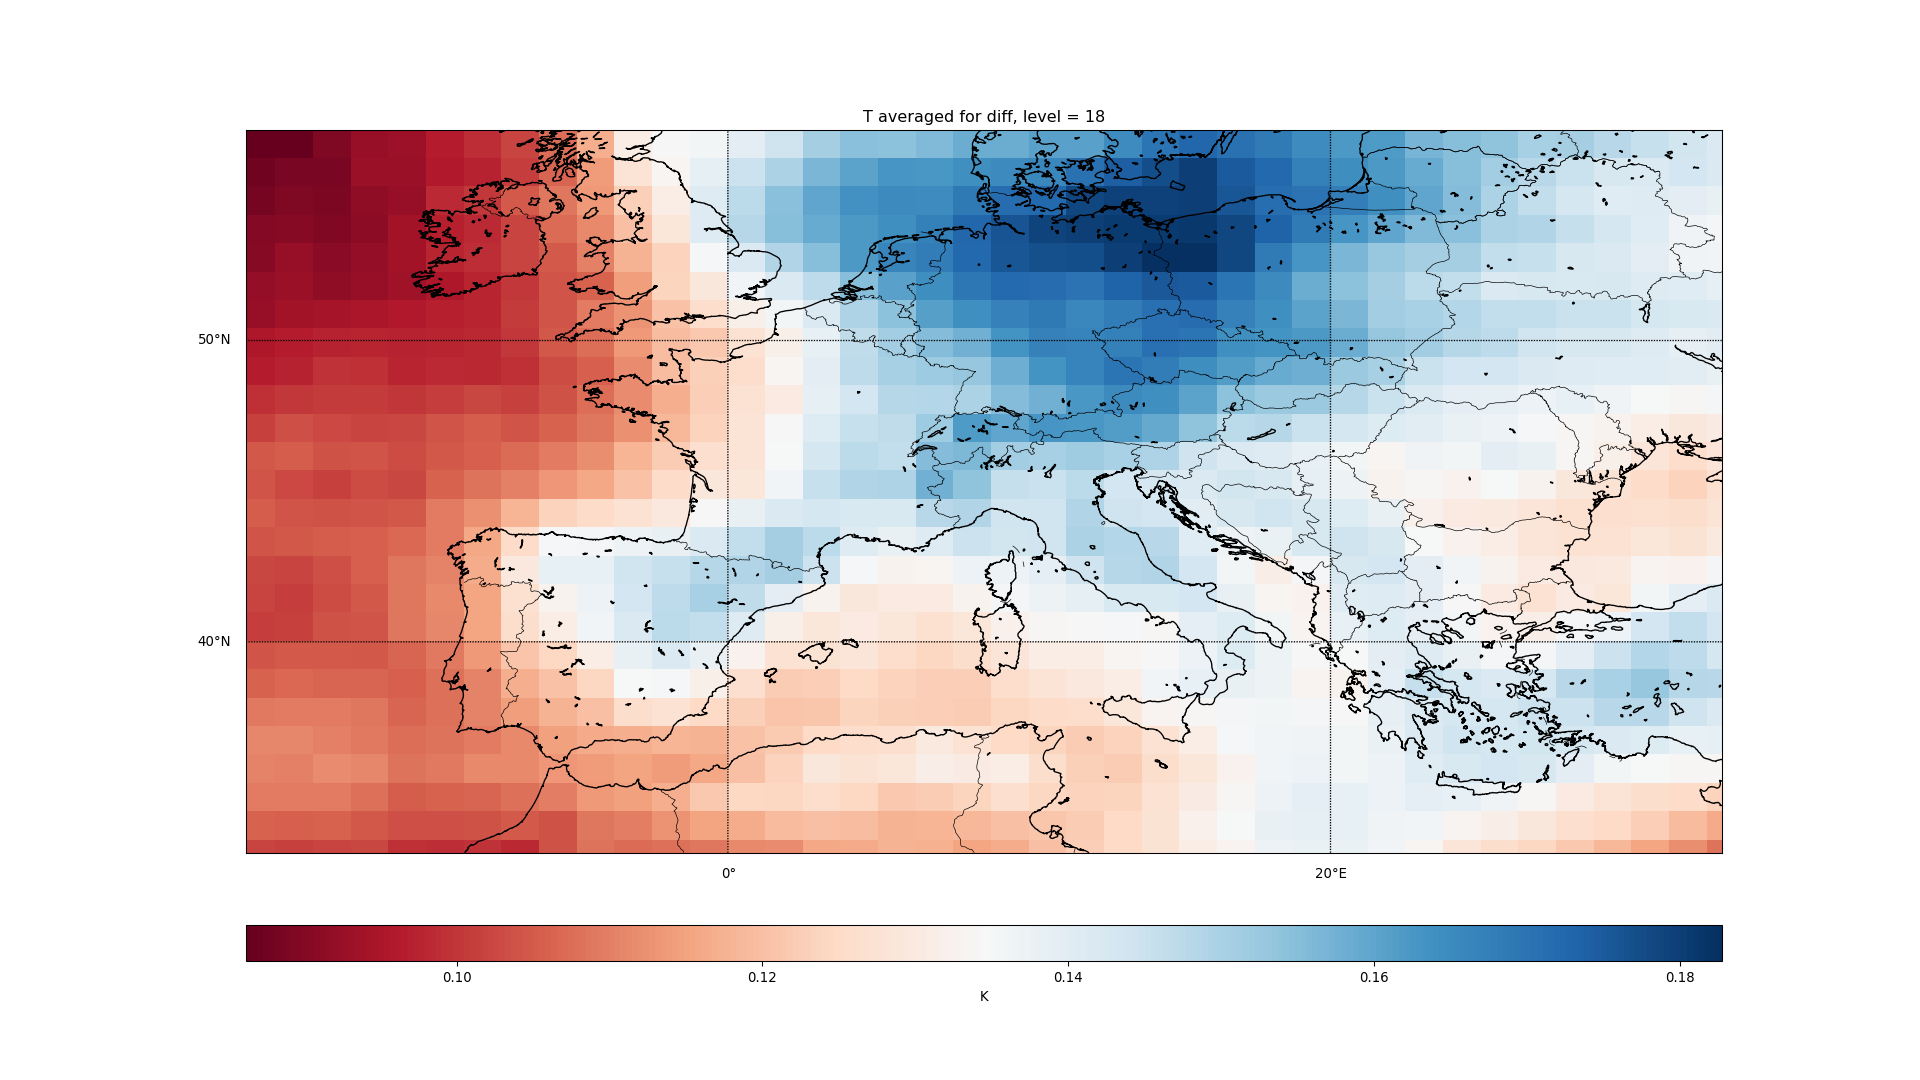 T averaged for diff, level = 18
50°N
40°N
0°
20°E
0.10
0.12
0.14
0.16
0.18
K